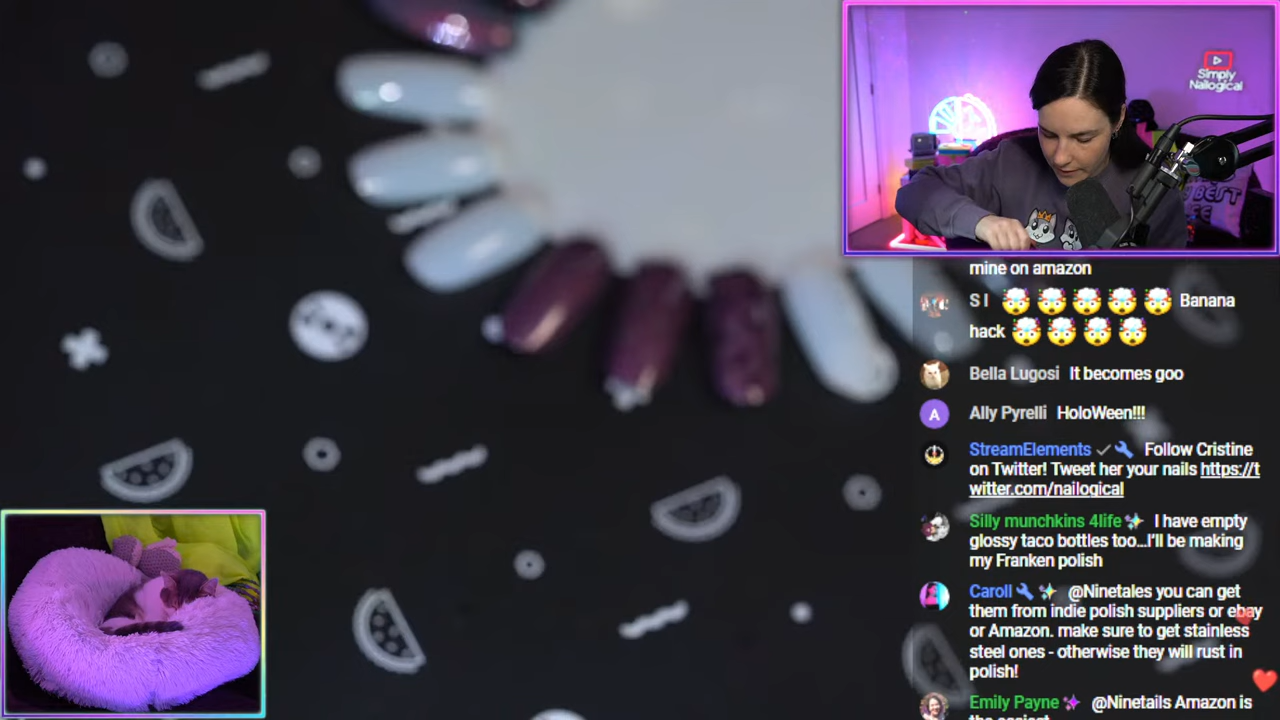 Simply
Nailogical
BEST
mine on amazon
S I 🤯 🤯 🤯 🤯 🤯 Banana
hack 🤯 🤯 🤯 🤯
Bella Lugosi It becomes goo
A Ally Pyrelli HoloWeen!!!
StreamElements Follow Cristine
on Twitter! Tweet her your nails https://t
witter.com/nailogical
Silly munchkins 4life I have empty
glossy taco bottles too...I'll be making
my Franken polish
Caroll @Ninetales you can get
them from indie polish suppliers or ebay
or Amazon. make sure to get stainless
steel ones - otherwise they will rust in
polish!
Emily Payne @Ninetails Amazon is